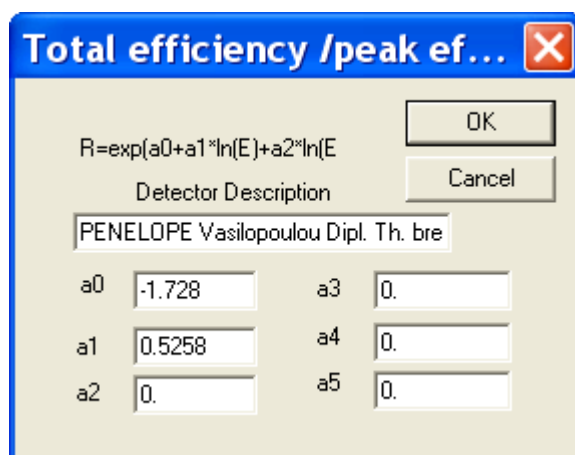 Total efficiency /peak ef...
OK
R=exp(a0+a1*ln(E)+a2*ln(E
Cancel
Detector Description
PENELOPE Vasilopoulou Dipl. Th. bre
a0 -1.728 a3 0.
a1 0.5258 a4 0.
a2 0. a5 0.